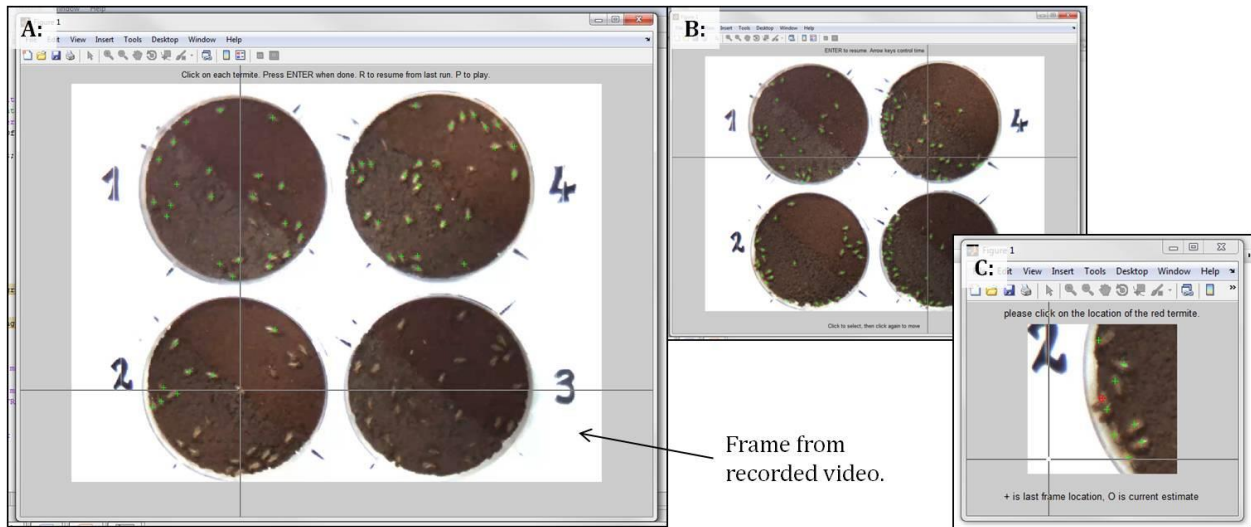 A:
Figure 1
Edit View Insert Tools Desktop Window Help
Click on each termite. Press ENTER when done. R to resume from last run. P to play.
1
4
2
3
B:
Insert Tools Desktop Window Help
ENTER to resume. Arrow keys control time
1
4
2
Click to select, then click again to move
C:
Figure 1
Edit View Insert Tools Desktop Window Help
please click on the location of the red termite.
2
+ is last frame location, O is current estimate
Frame from
recorded video.